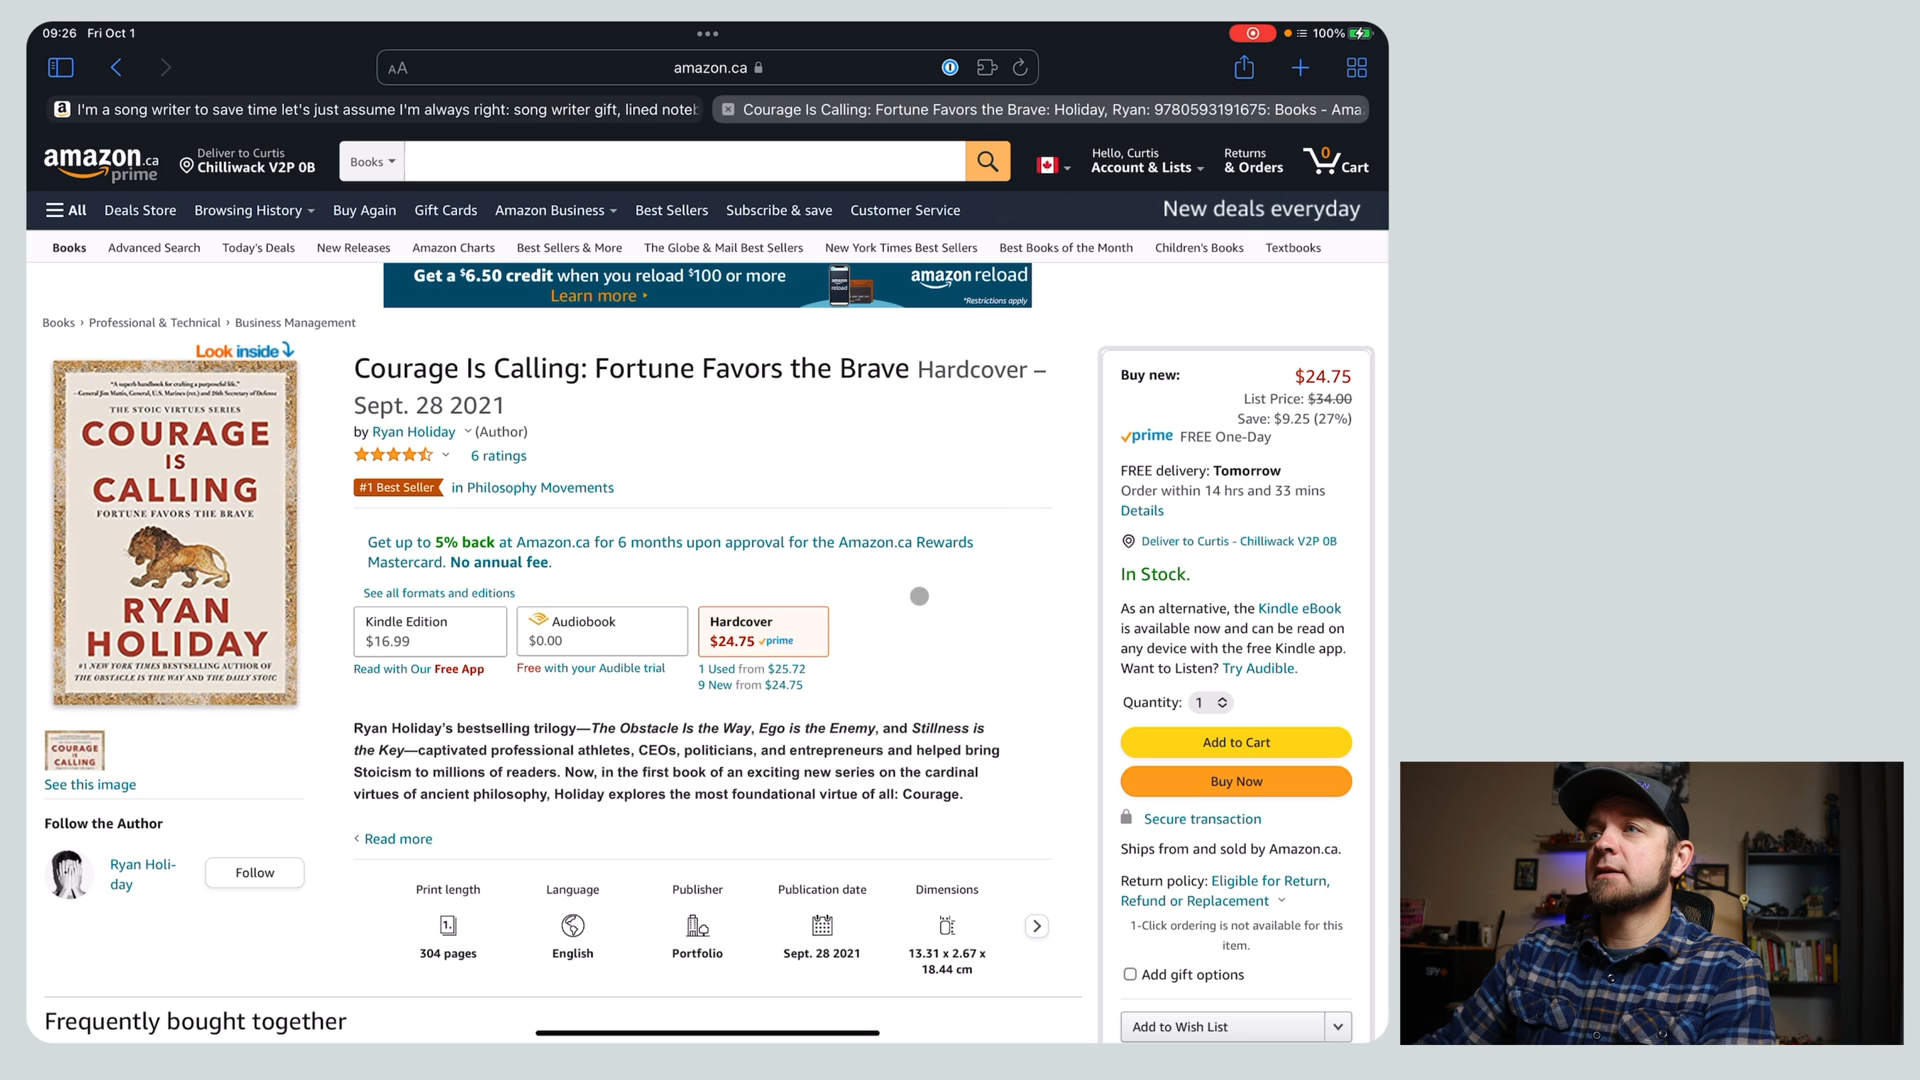 09:26 Fri Oct 1
100%
AA
amazon.ca
I'm a song writer to save time let's just assume I'm always right: song writer gift, lined noteb
Courage Is Calling: Fortune Favors the Brave: Holiday, Ryan: 9780593191675: Books - Ama
amazon.ca
prime
Deliver to Curtis
Chilliwack V2P 0B
Books
Hello, Curtis
Account & Lists
Returns
& Orders
0
Cart
All
Deals Store
Browsing History
Buy Again
Gift Cards
Amazon Business
Best Sellers
Subscribe & save
Customer Service
New deals everyday
Books
Advanced Search
Today's Deals
New Releases
Amazon Charts
Best Sellers & More
The Globe & Mail Best Sellers
New York Times Best Sellers
Best Books of the Month
Children's Books
Textbooks
Get a $6.50 credit when you reload $100 or more
Learn more
amazon reload
*Restrictions apply
Books › Professional & Technical › Business Management
Look inside
"A superb handbook for crafting a purposeful life."
—General Jim Mattis, General, U.S. Marines (ret.) and 26th Secretary of Defense
THE STOIC VIRTUES SERIES
COURAGE
IS
CALLING
FORTUNE FAVORS THE BRAVE
RYAN
HOLIDAY
#1 NEW YORK TIMES BESTSELLING AUTHOR OF
THE OBSTACLE IS THE WAY AND THE DAILY STOIC
COURAGE
IS
CALLING
See this image
Follow the Author
Ryan Holi-
day
Follow
Courage Is Calling: Fortune Favors the Brave Hardcover –
Sept. 28 2021
by Ryan Holiday (Author)
6 ratings
#1 Best Seller in Philosophy Movements
Get up to 5% back at Amazon.ca for 6 months upon approval for the Amazon.ca Rewards
Mastercard. No annual fee.
See all formats and editions
Kindle Edition
$16.99
Read with Our Free App
Audiobook
$0.00
Free with your Audible trial
Hardcover
$24.75 prime
1 Used from $25.72
9 New from $24.75
Ryan Holiday's bestselling trilogy—The Obstacle Is the Way, Ego is the Enemy, and Stillness is
the Key—captivated professional athletes, CEOs, politicians, and entrepreneurs and helped bring
Stoicism to millions of readers. Now, in the first book of an exciting new series on the cardinal
virtues of ancient philosophy, Holiday explores the most foundational virtue of all: Courage.
Read more
Print length
304 pages
Language
English
Publisher
Portfolio
Publication date
Sept. 28 2021
Dimensions
13.31 x 2.67 x
18.44 cm
Frequently bought together
Buy new:
$24.75
List Price: $34.00
Save: $9.25 (27%)
prime FREE One-Day
FREE delivery: Tomorrow
Order within 14 hrs and 33 mins
Details
Deliver to Curtis - Chilliwack V2P 0B
In Stock.
As an alternative, the Kindle eBook
is available now and can be read on
any device with the free Kindle app.
Want to Listen? Try Audible.
Quantity: 1
Add to Cart
Buy Now
Secure transaction
Ships from and sold by Amazon.ca.
Return policy: Eligible for Return,
Refund or Replacement
1-Click ordering is not available for this
item.
Add gift options
Add to Wish List